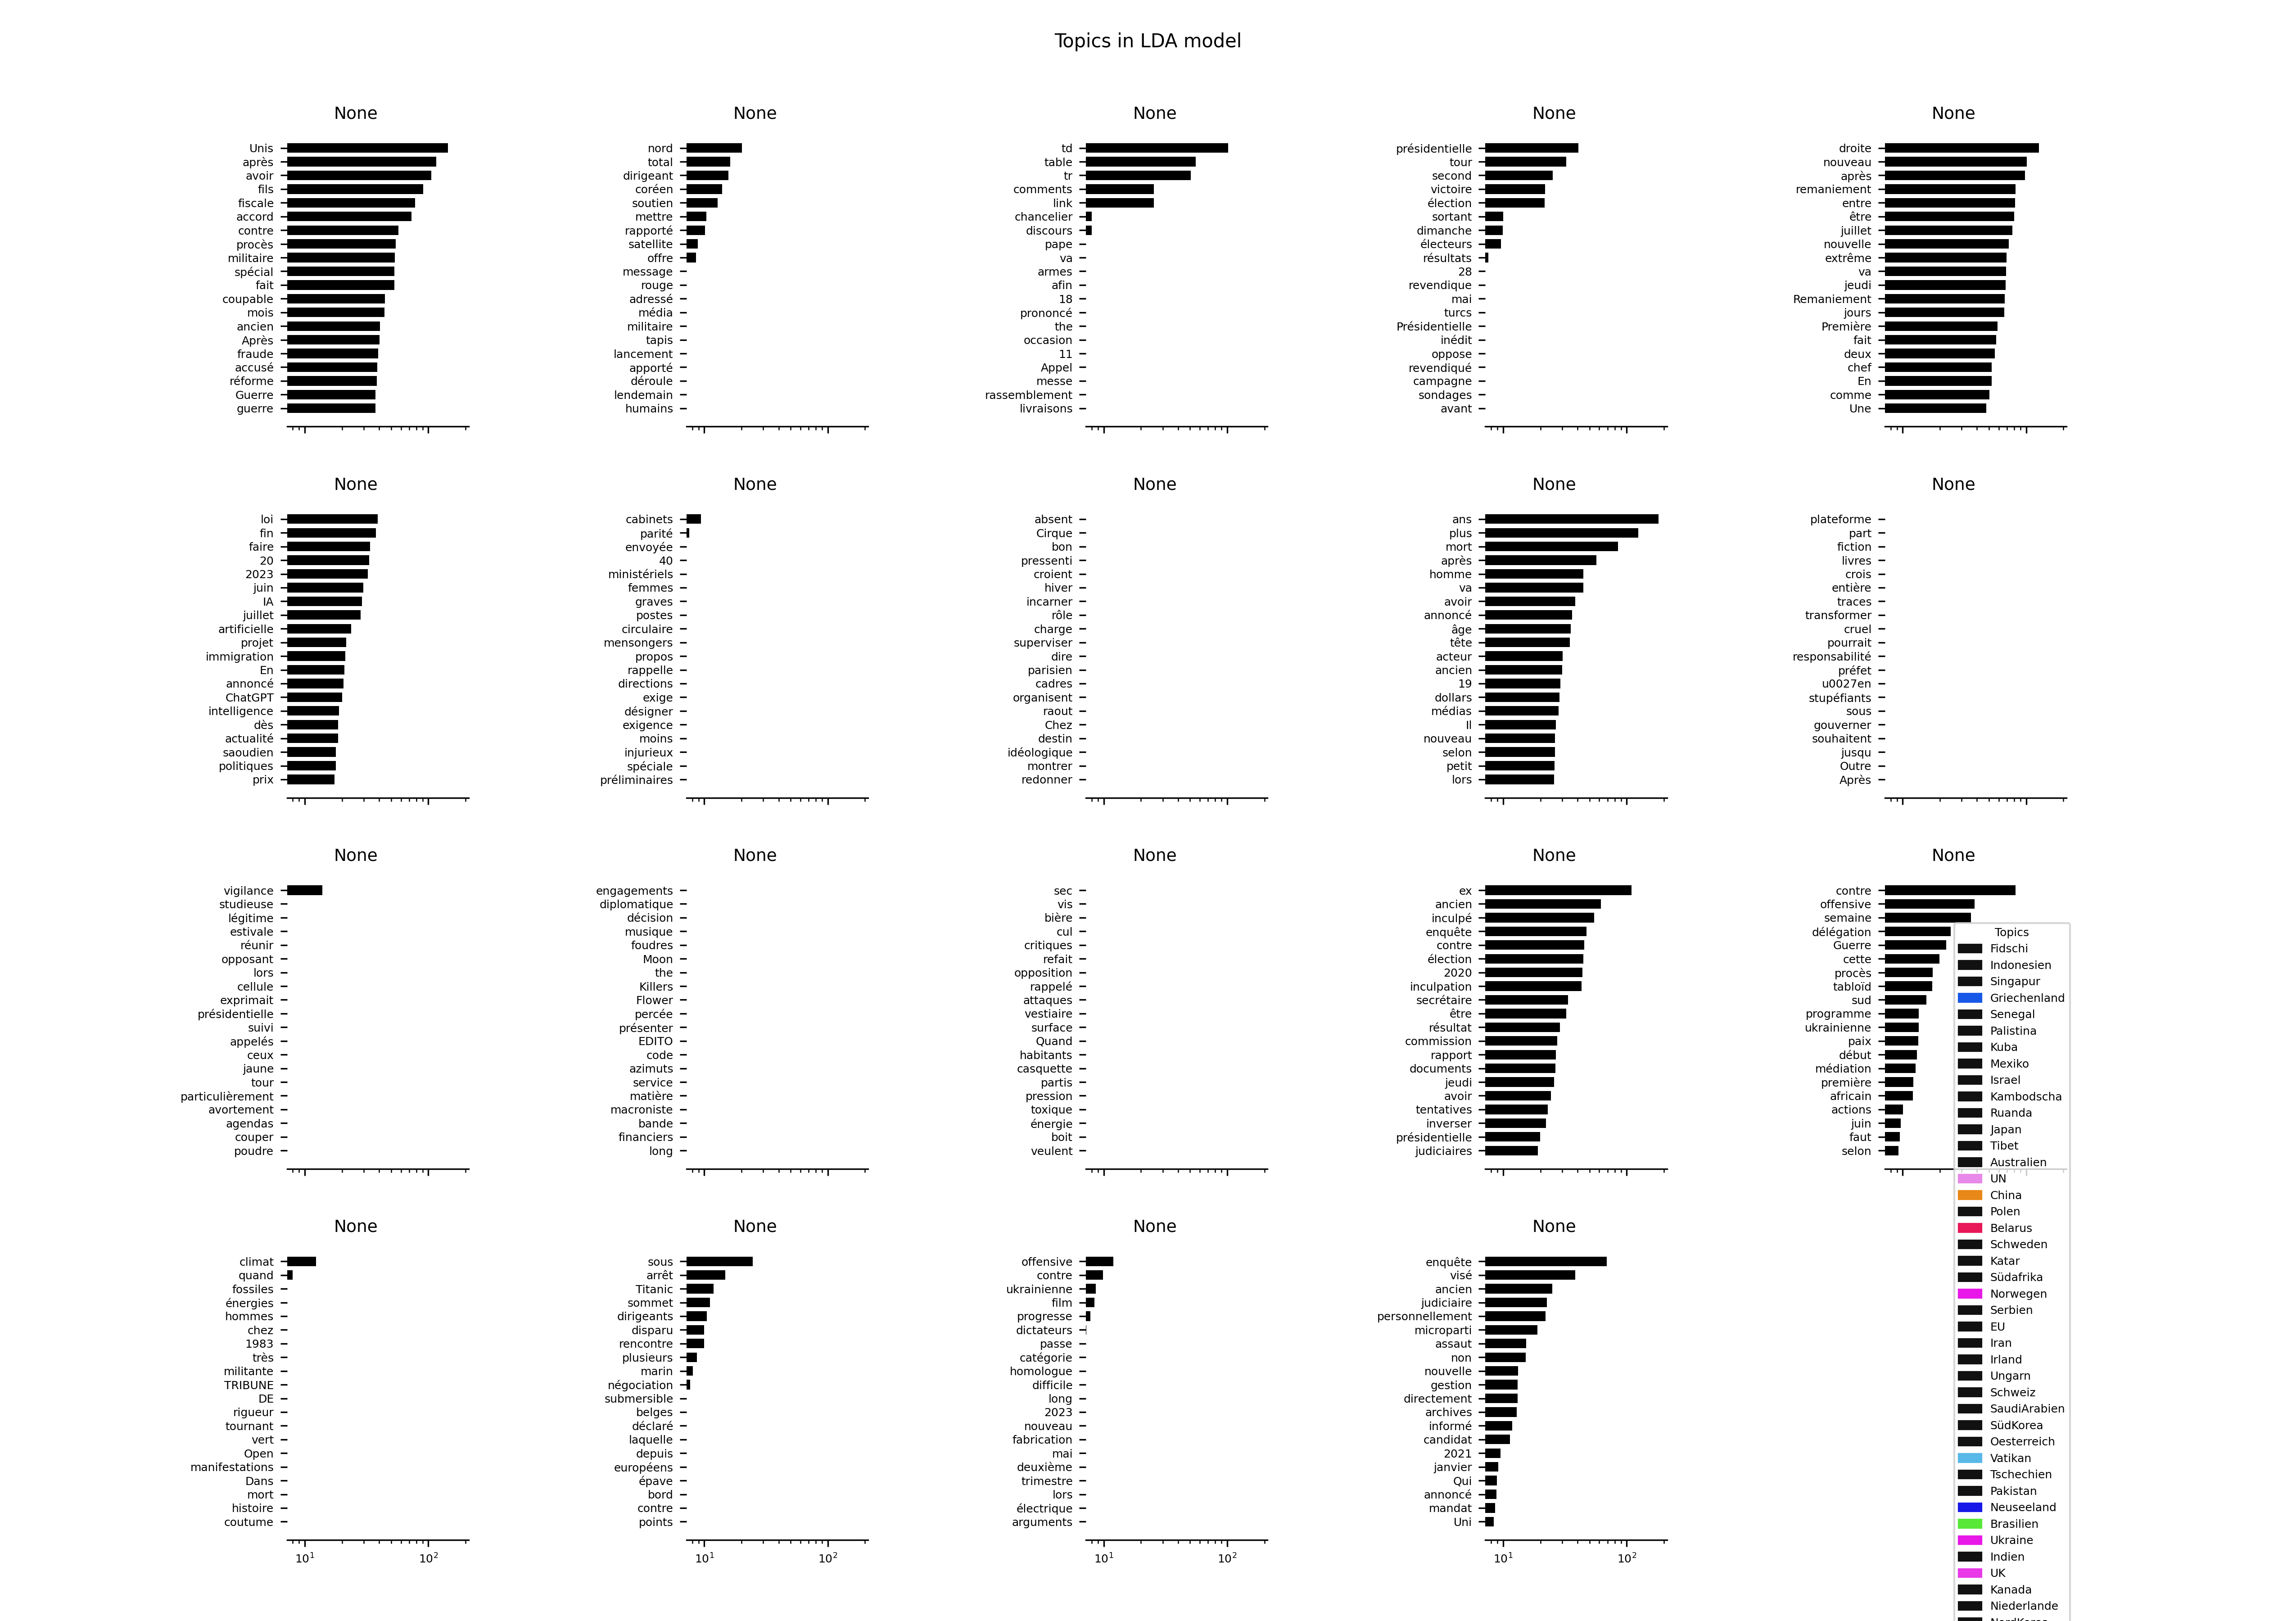 Topics in LDA model
None
Unis
après
avoir
fils
fiscale
accord
contre
procès
militaire
spécial
fait
coupable
mois
ancien
Après
fraude
accusé
réforme
Guerre
guerre
None
nord
total
dirigeant
coréen
soutien
mettre
rapporté
satellite
offre
message
rouge
adressé
média
militaire
tapis
lancement
apporté
déroule
lendemain
humains
None
td
table
tr
comments
link
chancelier
discours
pape
va
armes
afin
18
prononcé
the
occasion
11
Appel
messe
rassemblement
livraisons
None
présidentielle
tour
second
victoire
élection
sortant
dimanche
électeurs
résultats
28
revendique
mai
turcs
Présidentielle
inédit
oppose
revendiqué
campagne
sondages
avant
None
droite
nouveau
après
remaniement
entre
être
juillet
nouvelle
extrême
va
jeudi
Remaniement
jours
Première
fait
deux
chef
En
comme
Une
None
loi
fin
faire
20
2023
juin
IA
juillet
artificielle
projet
immigration
En
annoncé
ChatGPT
intelligence
dès
actualité
saoudien
politiques
prix
None
cabinets
parité
envoyée
40
ministériels
femmes
graves
postes
circulaire
mensongers
propos
rappelle
directions
exige
désigner
exigence
moins
injurieux
spéciale
préliminaires
None
absent
Cirque
bon
pressenti
croient
hiver
incarner
rôle
charge
superviser
dire
parisien
cadres
organisent
raout
Chez
destin
idéologique
montrer
redonner
None
ans
plus
mort
après
homme
va
avoir
annoncé
âge
tête
acteur
ancien
19
dollars
médias
Il
nouveau
selon
petit
lors
None
plateforme
part
fiction
livres
crois
entière
traces
transformer
cruel
pourrait
responsabilité
préfet
u0027en
stupéfiants
sous
gouverner
souhaitent
jusqu
Outre
Après
None
vigilance
studieuse
légitime
estivale
réunir
opposant
lors
cellule
exprimait
présidentielle
suivi
appelés
ceux
jaune
tour
particulièrement
avortement
agendas
couper
poudre
None
engagements
diplomatique
décision
musique
foudres
Moon
the
Killers
Flower
percée
présenter
EDITO
code
azimuts
service
matière
macroniste
bande
financiers
long
None
sec
vis
bière
cul
critiques
refait
opposition
rappelé
attaques
vestiaire
surface
Quand
habitants
casquette
partis
pression
toxique
énergie
boit
veulent
None
ex
ancien
inculpé
enquête
contre
élection
2020
inculpation
secrétaire
être
résultat
commission
rapport
documents
jeudi
avoir
tentatives
inverser
présidentielle
judiciaires
None
contre
offensive
semaine
délégation
Guerre
cette
procès
tabloïd
sud
programme
ukrainienne
paix
début
médiation
première
africain
actions
juin
faut
selon
None
climat
quand
fossiles
énergies
hommes
chez
1983
très
militante
TRIBUNE
DE
rigueur
tournant
vert
Open
manifestations
Dans
mort
histoire
coutume
10¹ 10²
None
sous
arrêt
Titanic
sommet
dirigeants
disparu
rencontre
plusieurs
marin
négociation
submersible
belges
déclaré
laquelle
depuis
européens
épave
bord
contre
points
10¹ 10²
None
offensive
contre
ukrainienne
film
progresse
dictateurs
passe
catégorie
homologue
difficile
long
2023
nouveau
fabrication
mai
deuxième
trimestre
lors
électrique
arguments
10¹ 10²
None
enquête
visé
ancien
judiciaire
personnellement
microparti
assaut
non
nouvelle
gestion
directement
archives
informé
candidat
2021
janvier
Qui
annoncé
mandat
Uni
10¹ 10²
Topics
Fidschi
Indonesien
Singapur
Griechenland
Senegal
Palistina
Kuba
Mexiko
Israel
Kambodscha
Ruanda
Japan
Tibet
Australien
UN
China
Polen
Belarus
Schweden
Katar
Südafrika
Norwegen
Serbien
EU
Iran
Irland
Ungarn
Schweiz
SaudiArabien
SüdKorea
Oesterreich
Vatikan
Tschechien
Pakistan
Neuseeland
Brasilien
Ukraine
Indien
UK
Kanada
Niederlande